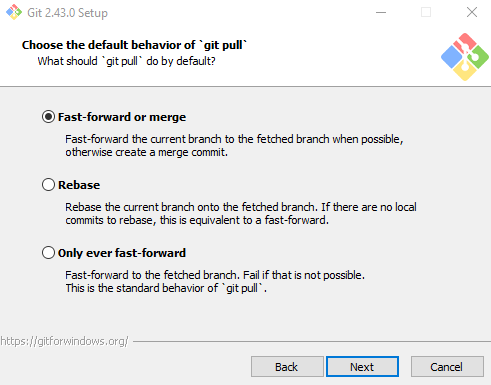 Git 2.43.0 Setup
Choose the default behavior of `git pull`
What should `git pull` do by default?
Fast-forward or merge
Fast-forward the current branch to the fetched branch when possible,
otherwise create a merge commit.
Rebase
Rebase the current branch onto the fetched branch. If there are no local
commits to rebase, this is equivalent to a fast-forward.
Only ever fast-forward
Fast-forward to the fetched branch. Fail if that is not possible.
This is the standard behavior of `git pull`.
https://gitforwindows.org/
Back
Next
Cancel